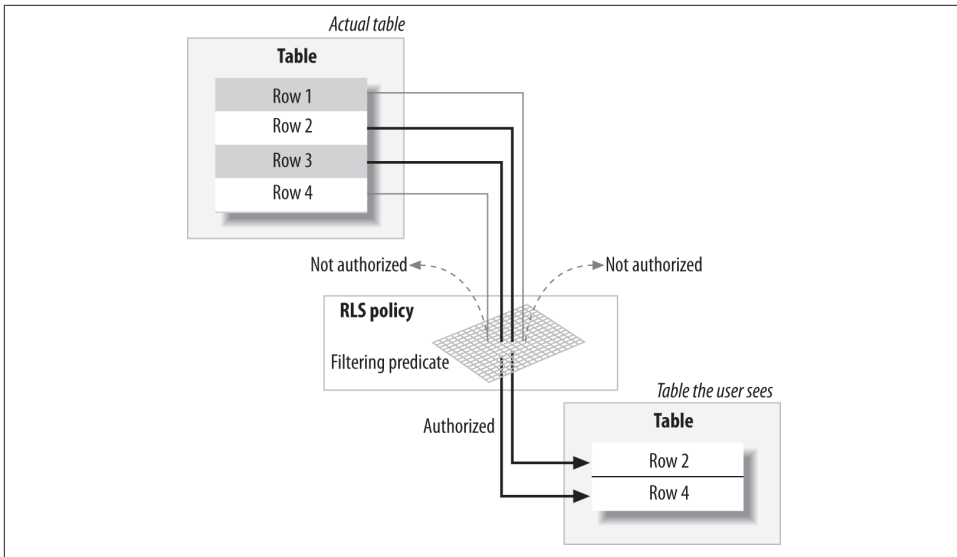 Actual table
Table
Row 1
Row 2
Row 3
Row 4
Not authorized
Not authorized
RLS policy
Filtering predicate
Authorized
Table the user sees
Table
Row 2
Row 4